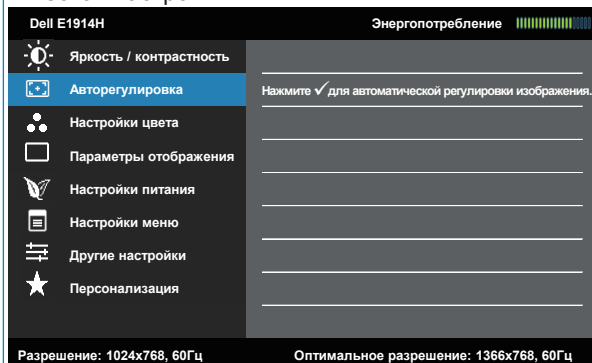 Dell E1914H
Энергопотребление
Яркость / контрастность
Авторегулировка
Нажмите ✓ для автоматической регулировки изображения.
Настройки цвета
Параметры отображения
Настройки питания
Настройки меню
Другие настройки
Персонализация
Разрешение: 1024x768, 60Гц
Оптимальное разрешение: 1366x768, 60Гц